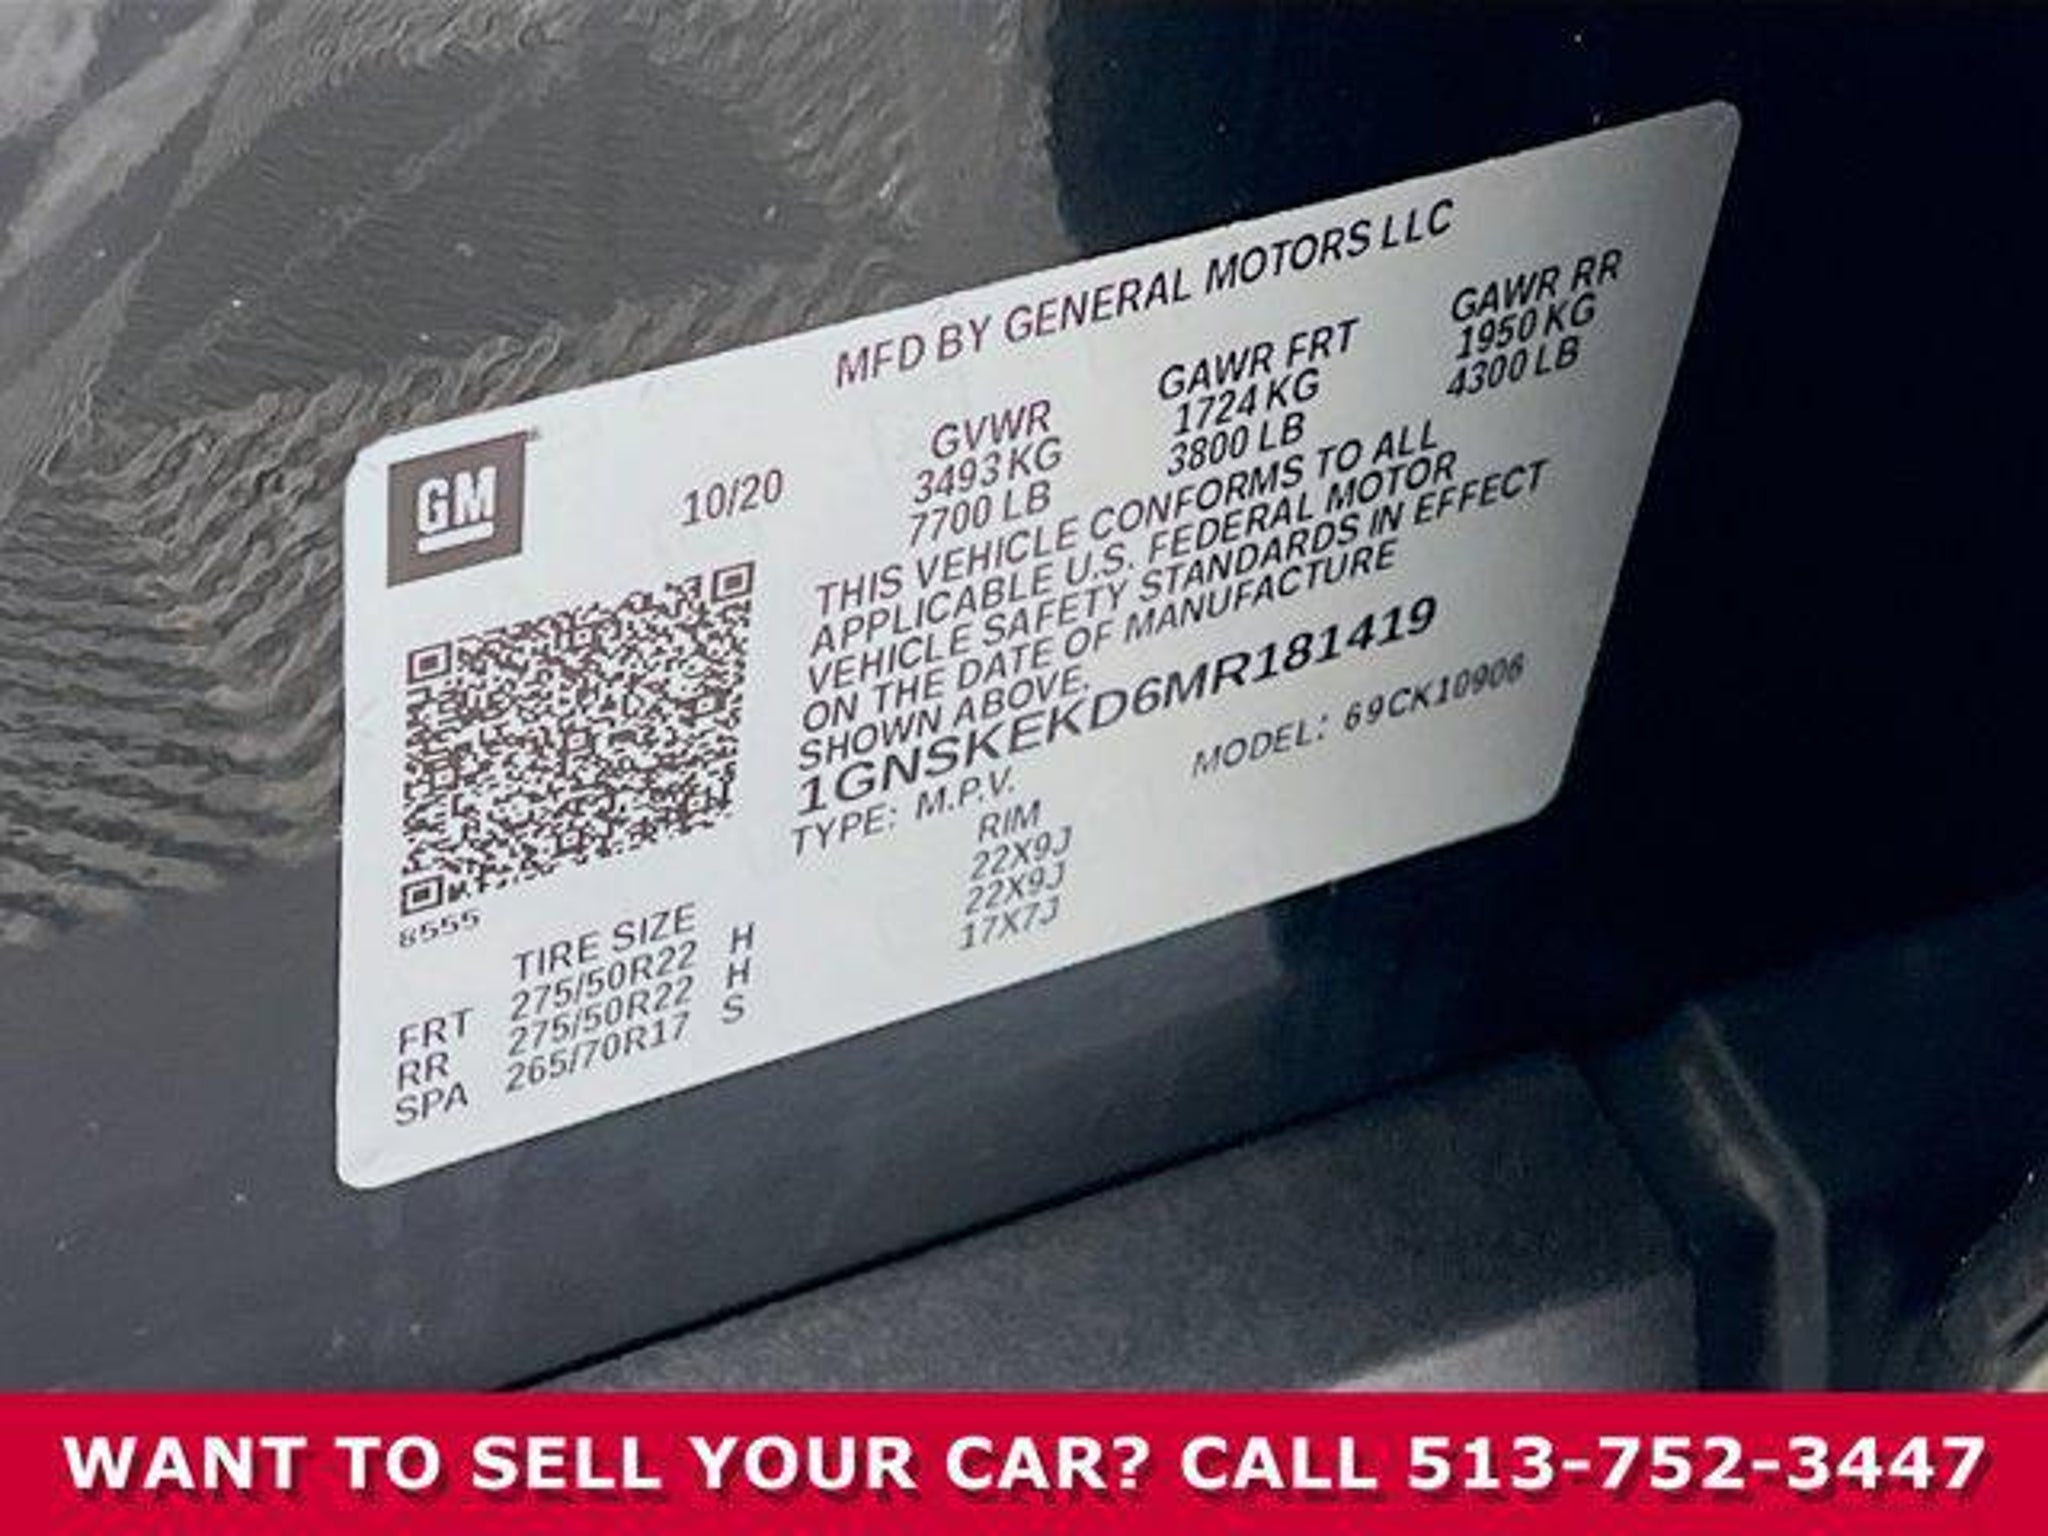 MFD BY GENERAL MOTORS LLC
GM
10/20
GVWR GAWR FRT GAWR RR
3493 KG 1724 KG 1950 KG
7700 LB 3800 LB 4300 LB
THIS VEHICLE CONFORMS TO ALL
APPLICABLE U.S. FEDERAL MOTOR
VEHICLE SAFETY STANDARDS IN EFFECT
ON THE DATE OF MANUFACTURE
SHOWN ABOVE.
1GNSKEKD6MR181419
TYPE: M.P.V. MODEL: 69CK10906
8555
TIRE SIZE RIM
FRT 275/50R22 H 22X9J
RR 275/50R22 H 22X9J
SPA 265/70R17 S 17X7J
WANT TO SELL YOUR CAR? CALL 513-752-3447